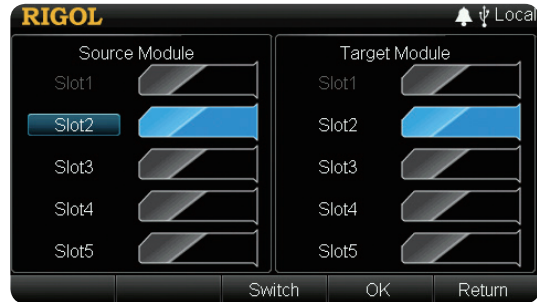 RIGOL
Local
Source Module
Slot1
Slot2
Slot3
Slot4
Slot5
Target Module
Slot1
Slot2
Slot3
Slot4
Slot5
Switch
OK
Return